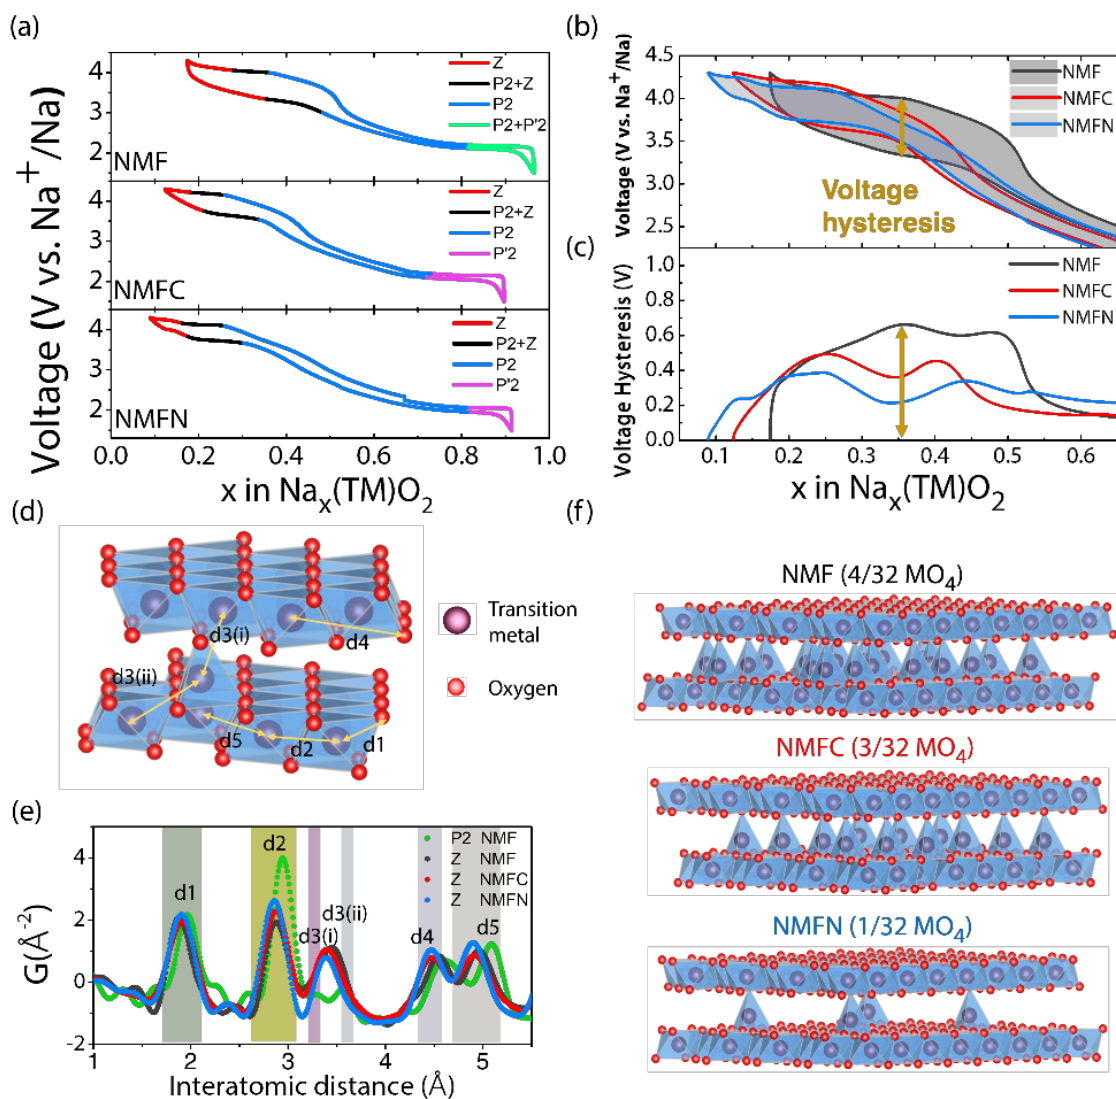 (a)
Voltage (V vs. Na⁺/Na)
4
3
2
NMF
Z
P2+Z
P2
P2+P'2
4
3
2
NMFC
Z
P2+Z
P2
P'2
4
3
2
NMFN
Z
P2+Z
P2
P'2
0.0 0.2 0.4 0.6 0.8 1.0
x in Naₓ(TM)O₂
(b)
Voltage (V vs. Na⁺/Na)
4.5
4.0
3.5
3.0
2.5
NMF
NMFC
NMFN
Voltage
hysteresis
(c)
Voltage Hysteresis (V)
1.0
0.8
0.6
0.4
0.2
0.0
NMF
NMFC
NMFN
0.1 0.2 0.3 0.4 0.5 0.6
x in Naₓ(TM)O₂
(d)
d3(i)
d4
d3(ii)
d5
d2
d1
Transition
metal
Oxygen
(e)
G(Å⁻²)
4
2
0
-2
d1
d2
d3(i)
d3(ii)
d4
d5
P2 NMF
Z NMF
Z NMFC
Z NMFN
1 2 3 4 5
Interatomic distance (Å)
(f)
NMF (4/32 MO₄)
NMFC (3/32 MO₄)
NMFN (1/32 MO₄)